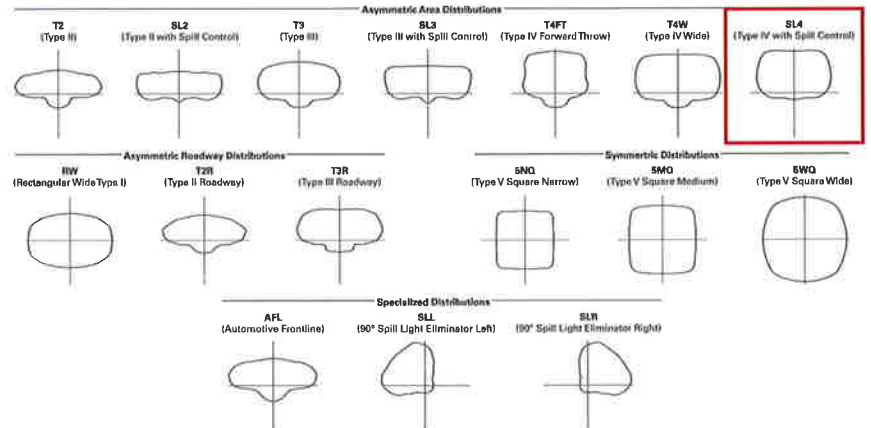 Asymmetric Area Distributions
T2
(Type II)
SL2
(Type II with Spill Control)
T3
(Type III)
SL3
(Type III with Spill Control)
T4FT
(Type IV Forward Throw)
T4W
(Type IV Wide)
SL4
(Type IV with Spill Control)
Asymmetric Roadway Distributions
RW
(Rectangular Wide Type I)
T2R
(Type II Roadway)
T3R
(Type III Roadway)
Symmertric Distributions
5NQ
(Type V Square Narrow)
5MQ
(Type V Square Medium)
5WQ
(Type V Square Wide)
Specialized Distributions
AFL
(Automotive Frontline)
SLL
(90° Spill Light Eliminator Left)
SLR
(90° Spill Light Eliminator Right)